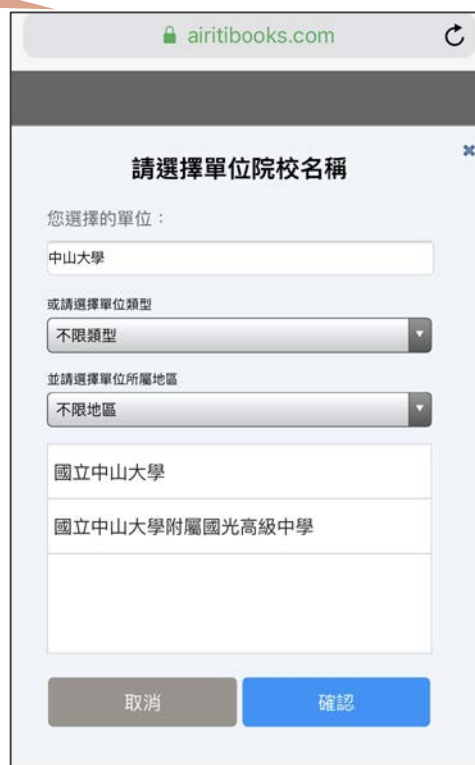 airitibooks.com
請選擇單位院校名稱
您選擇的單位：
中山大學
或請選擇單位類型
不限類型
並請選擇單位所屬地區
不限地區
國立中山大學
國立中山大學附屬國光高級中學
取消
確認